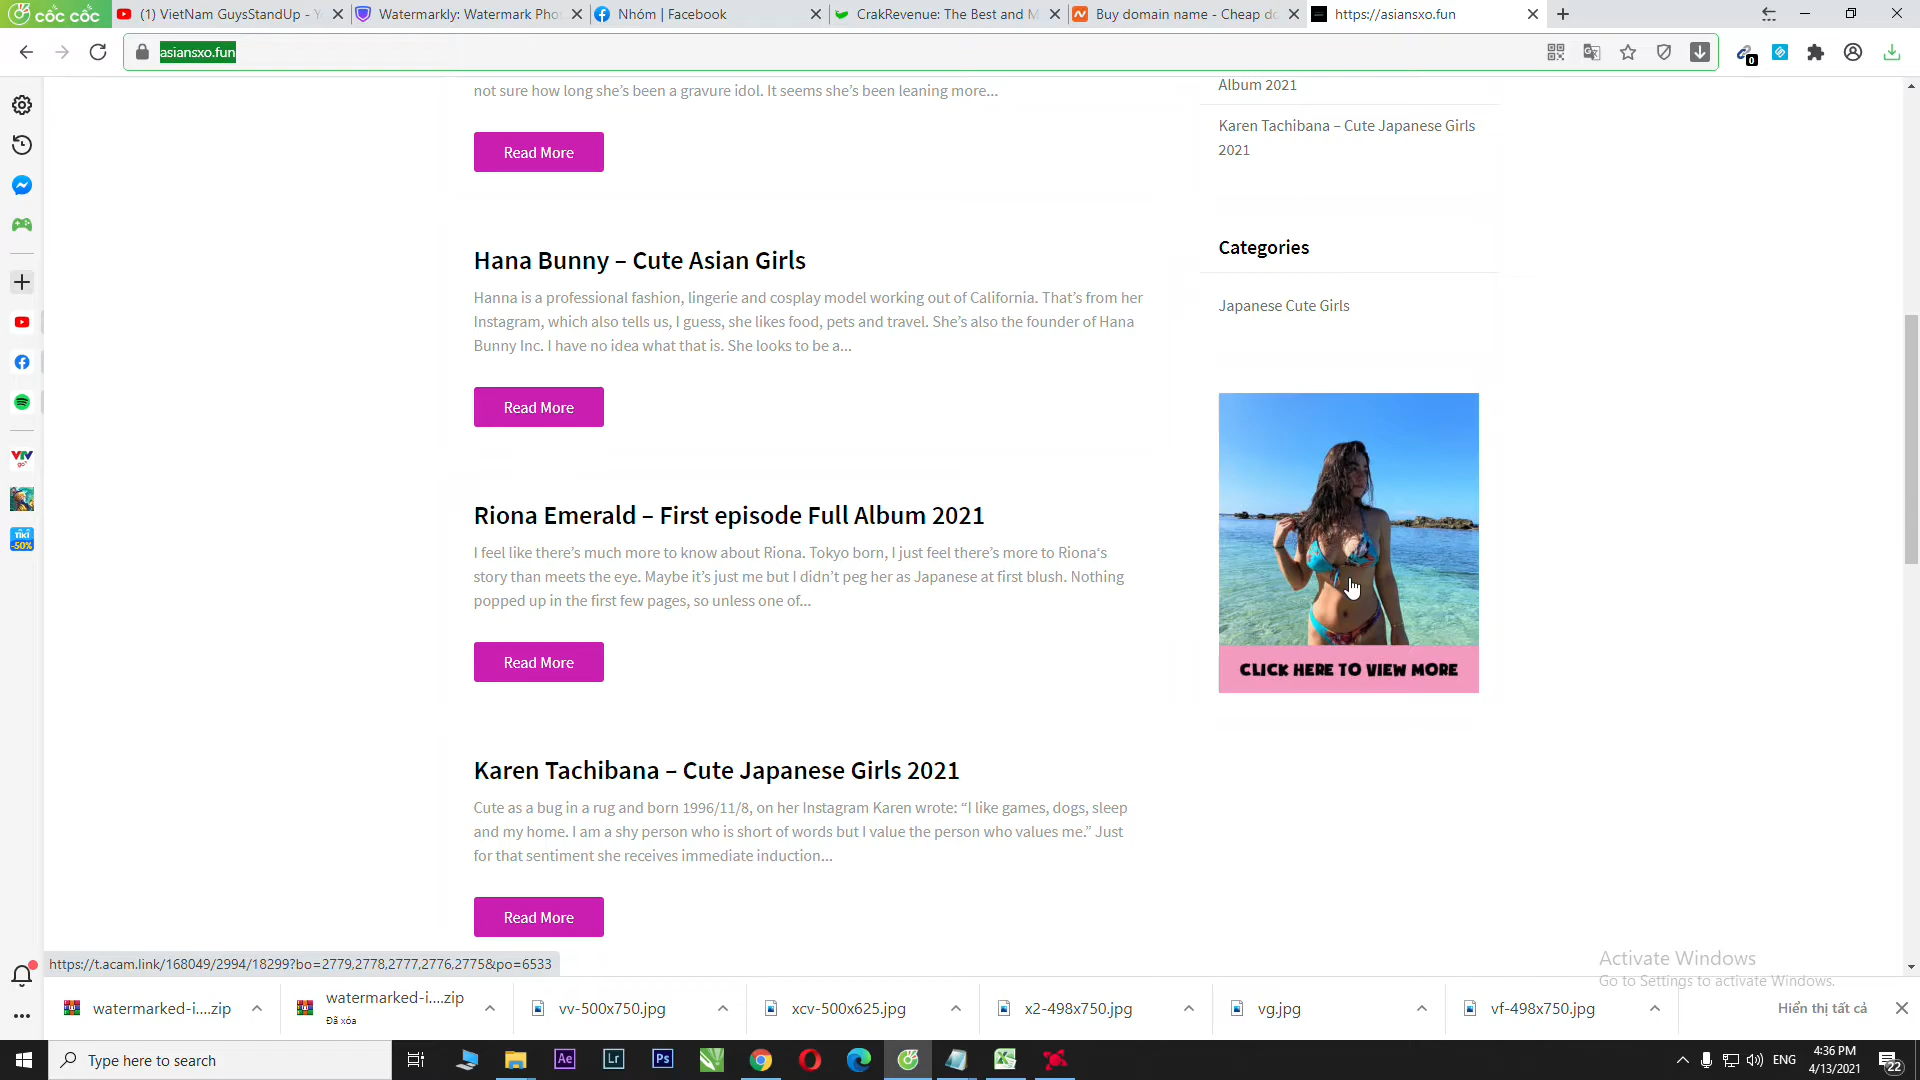 cốc cốc
(1) VietNam GuysStandUp - Y
Watermarkly: Watermark Pho
Nhóm | Facebook
CrakRevenue: The Best and M
Buy domain name - Cheap do
https://asiansxo.fun
asiansxo.fun
0
not sure how long she’s been a gravure idol. It seems she’s been leaning more...
Read More
Hana Bunny – Cute Asian Girls
Hanna is a professional fashion, lingerie and cosplay model working out of California. That’s from her
Instagram, which also tells us, I guess, she likes food, pets and travel. She’s also the founder of Hana
Bunny Inc. I have no idea what that is. She looks to be a...
Read More
Riona Emerald – First episode Full Album 2021
I feel like there’s much more to know about Riona. Tokyo born, I just feel there’s more to Riona‘s
story than meets the eye. Maybe it’s just me but I didn’t peg her as Japanese at first blush. Nothing
popped up in the first few pages, so unless one of...
Read More
Karen Tachibana – Cute Japanese Girls 2021
Cute as a bug in a rug and born 1996/11/8, on her Instagram Karen wrote: “I like games, dogs, sleep
and my home. I am a shy person who is short of words but I value the person who values me.” Just
for that sentiment she receives immediate induction...
Read More
Album 2021
Karen Tachibana – Cute Japanese Girls
2021
Categories
Japanese Cute Girls
CLICK HERE TO VIEW MORE
VTV
go
TIKI
-50%
Activate Windows
Go to Settings to activate Windows.
https://t.acam.link/168049/2994/18299?bo=2779,2778,2777,2776,2775&po=6533
watermarked-i....zip
watermarked-i....zip
Đã xóa
vv-500x750.jpg
xcv-500x625.jpg
x2-498x750.jpg
vg.jpg
vf-498x750.jpg
Hiển thị tất cả
Type here to search
Ae
Lr
Ps
ENG
4:36 PM
4/13/2021
22